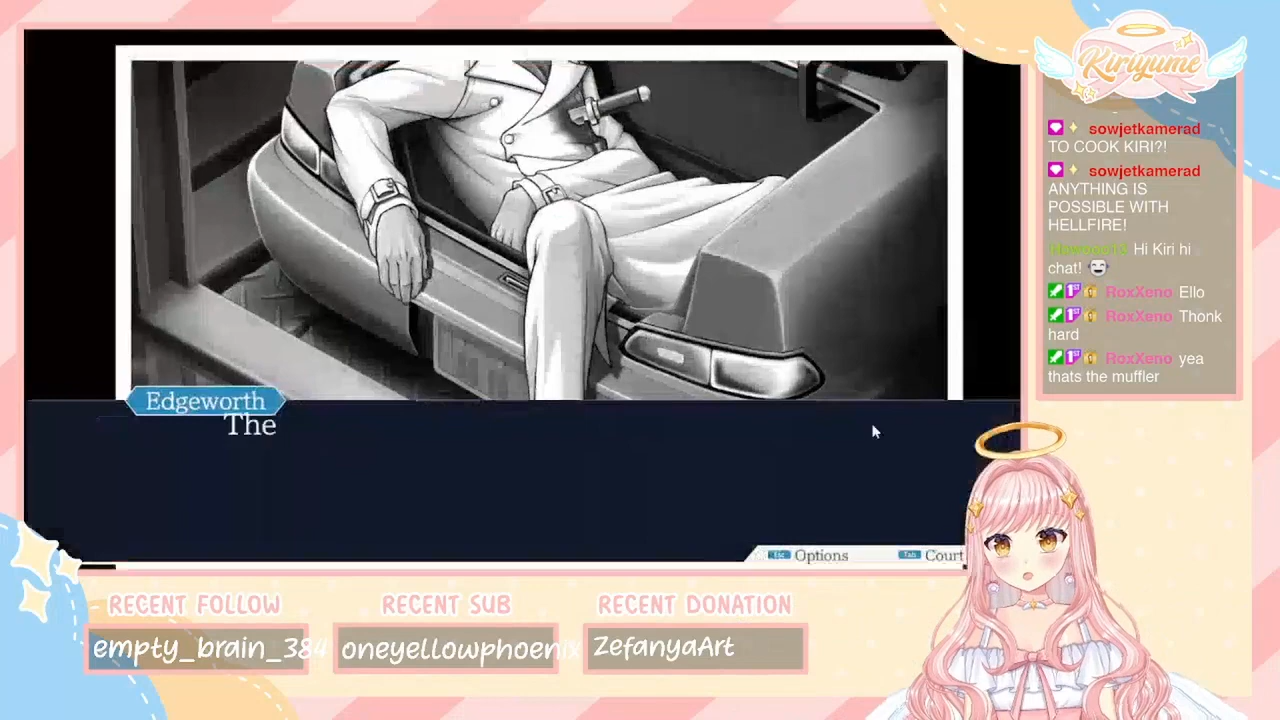 Kiriyume
sowjetkamerad
TO COOK KIRI?!
sowjetkamerad
ANYTHING IS
POSSIBLE WITH
HELLFIRE!
Hi Kiri hi
chat!
RoxXeno Ello
RoxXeno Thonk
hard
RoxXeno yea
thats the muffler
Edgeworth
The
Esc Options
Tab Court
RECENT FOLLOW
RECENT SUB
RECENT DONATION
empty_brain_384
oneyellowphoenix
ZefanyaArt